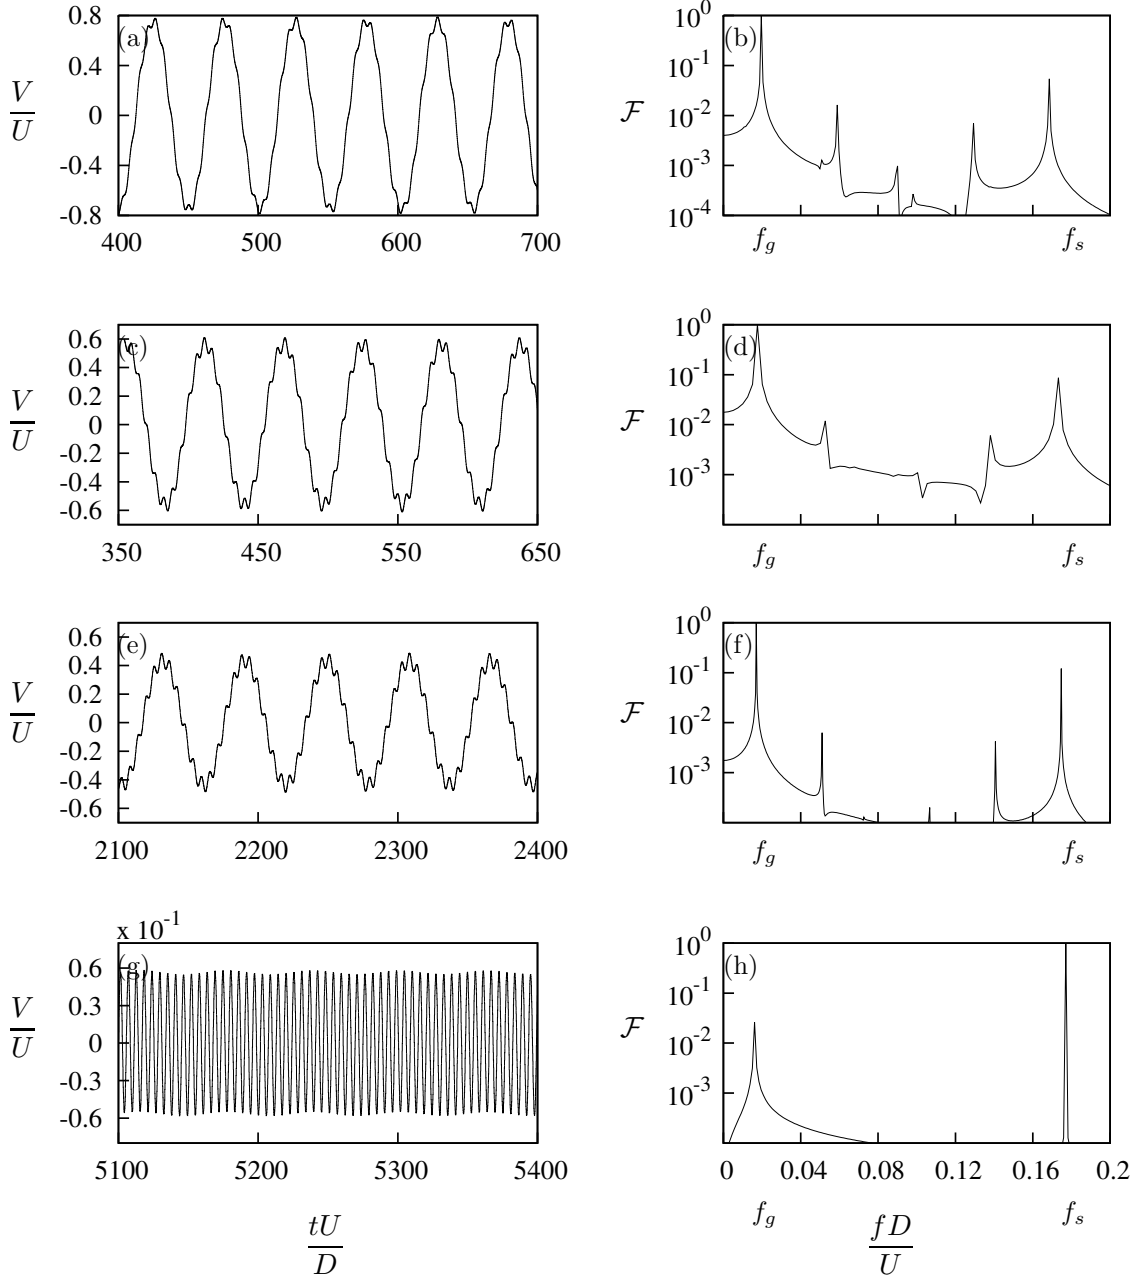 0.8
0.4
0
-0.4
-0.8
V
U
(a)
400 500 600 700
10^0
10^-1
10^-2
10^-3
10^-4
F
(b)
f_g f_s
0.6
0.4
0.2
0
-0.2
-0.4
-0.6
V
U
(c)
350 450 550 650
10^0
10^-1
10^-2
10^-3
F
(d)
f_g f_s
0.6
0.4
0.2
0
-0.2
-0.4
-0.6
V
U
(e)
2100 2200 2300 2400
10^0
10^-1
10^-2
10^-3
F
(f)
f_g f_s
x 10^-1
0.6
0.3
0
-0.3
-0.6
V
U
(g)
5100 5200 5300 5400
tU
D
10^0
10^-1
10^-2
10^-3
F
(h)
0 0.04 0.08 0.12 0.16 0.2
f_g f_s
fD
U